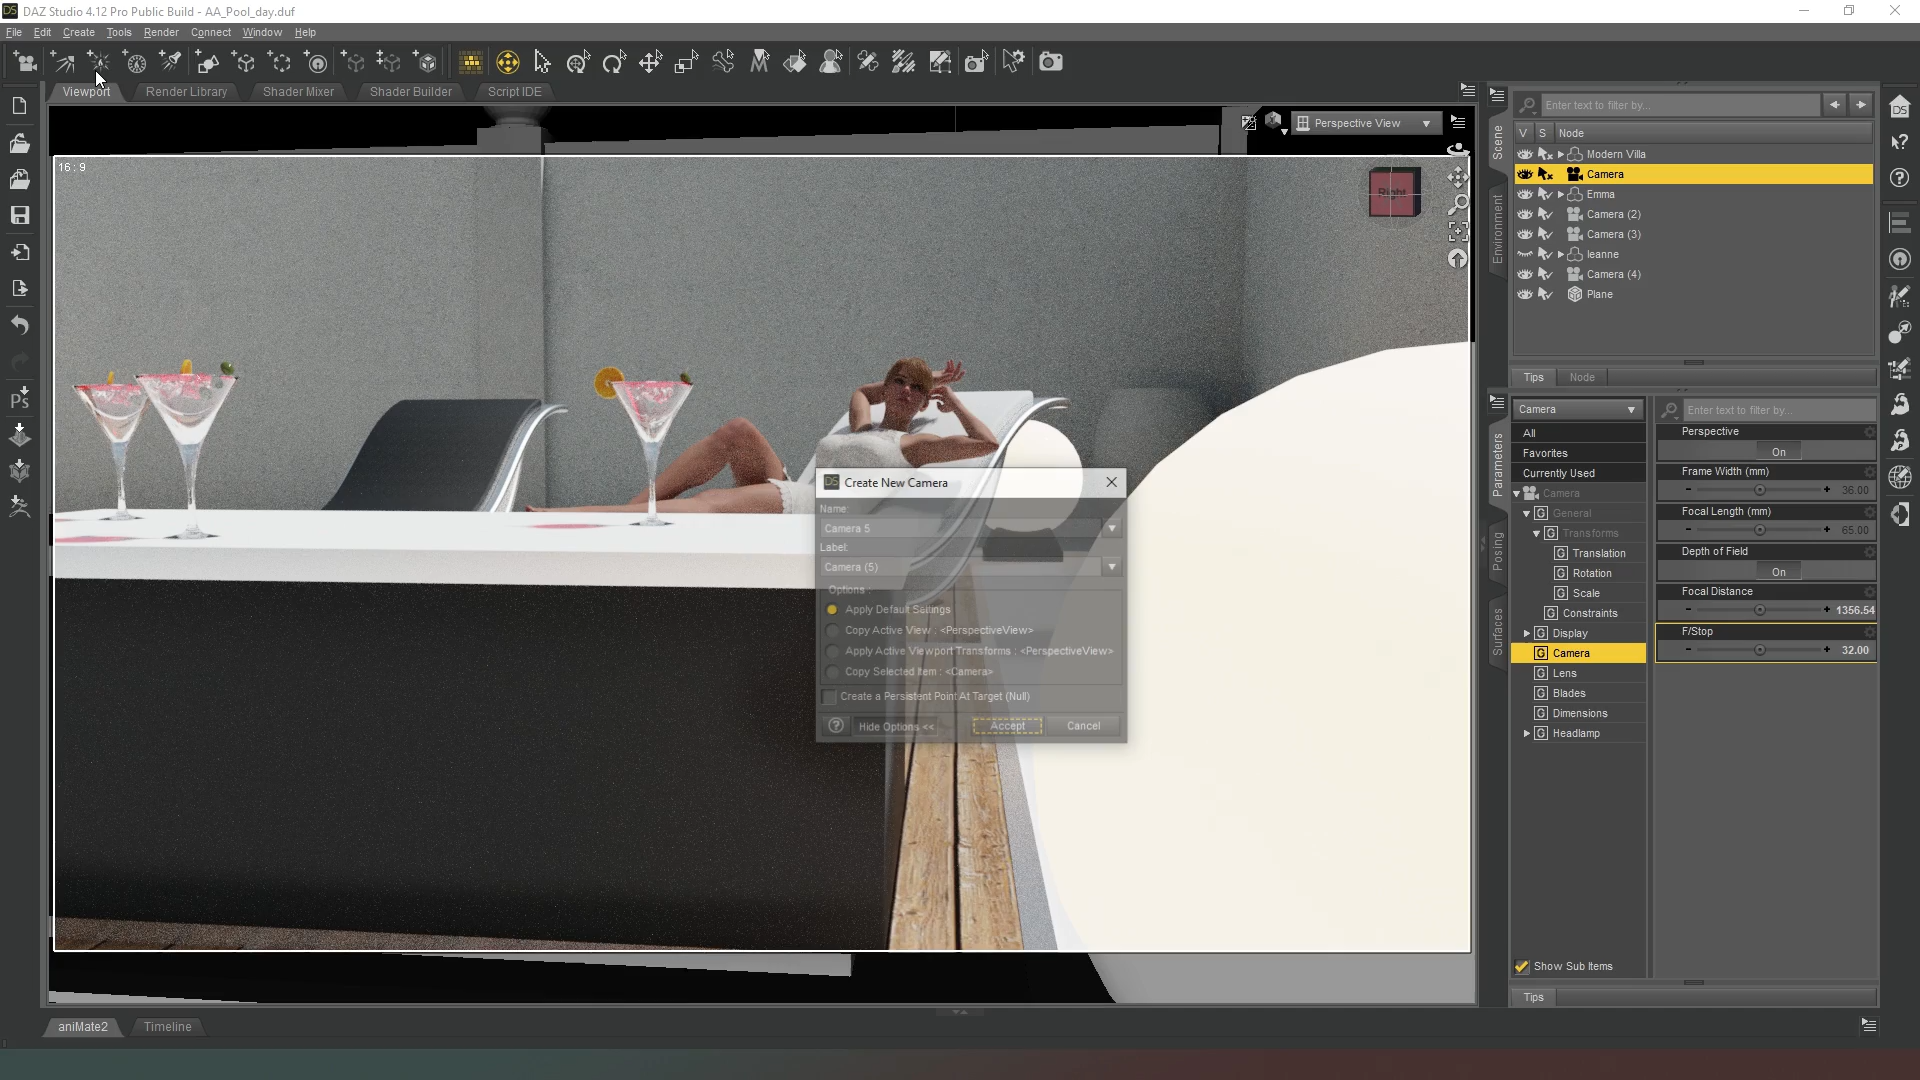 DAZ Studio 4.12 Pro Public Build - AA_Pool_day.duf
File Edit Create Tools Render Connect Window Help
Viewport Render Library Shader Mixer Shader Builder Script IDE
16 : 9
Perspective View
Right
Create New Camera
Name:
Camera 5
Label:
Camera (5)
Options :
Apply Default Settings
Copy Active View : <PerspectiveView>
Apply Active Viewport Transforms : <PerspectiveView>
Copy Selected Item : <Camera>
Create a Persistent Point At Target (Null)
Hide Options << Accept Cancel
Scene
Environment
Enter text to filter by...
V S Node
Modern Villa
Camera
Emma
Camera (2)
Camera (3)
leanne
Camera (4)
Plane
Tips Node
Parameters
Posing
Surfaces
Camera
All
Favorites
Currently Used
Camera
General
Transforms
Translation
Rotation
Scale
Constraints
Display
Camera
Lens
Blades
Dimensions
Headlamp
Show Sub Items
Enter text to filter by...
Perspective
On
Frame Width (mm)
36.00
Focal Length (mm)
65.00
Depth of Field
On
Focal Distance
1356.54
F/Stop
32.00
Tips
aniMate2 Timeline